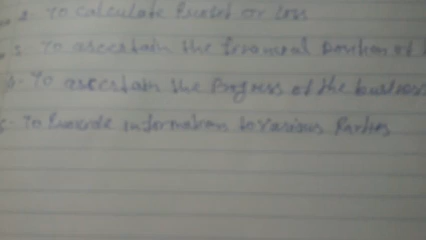 To calculate Profit or Loss
To ascertain the financial Position of
To ascertain the Progress of the business
To Provide information to various Parties